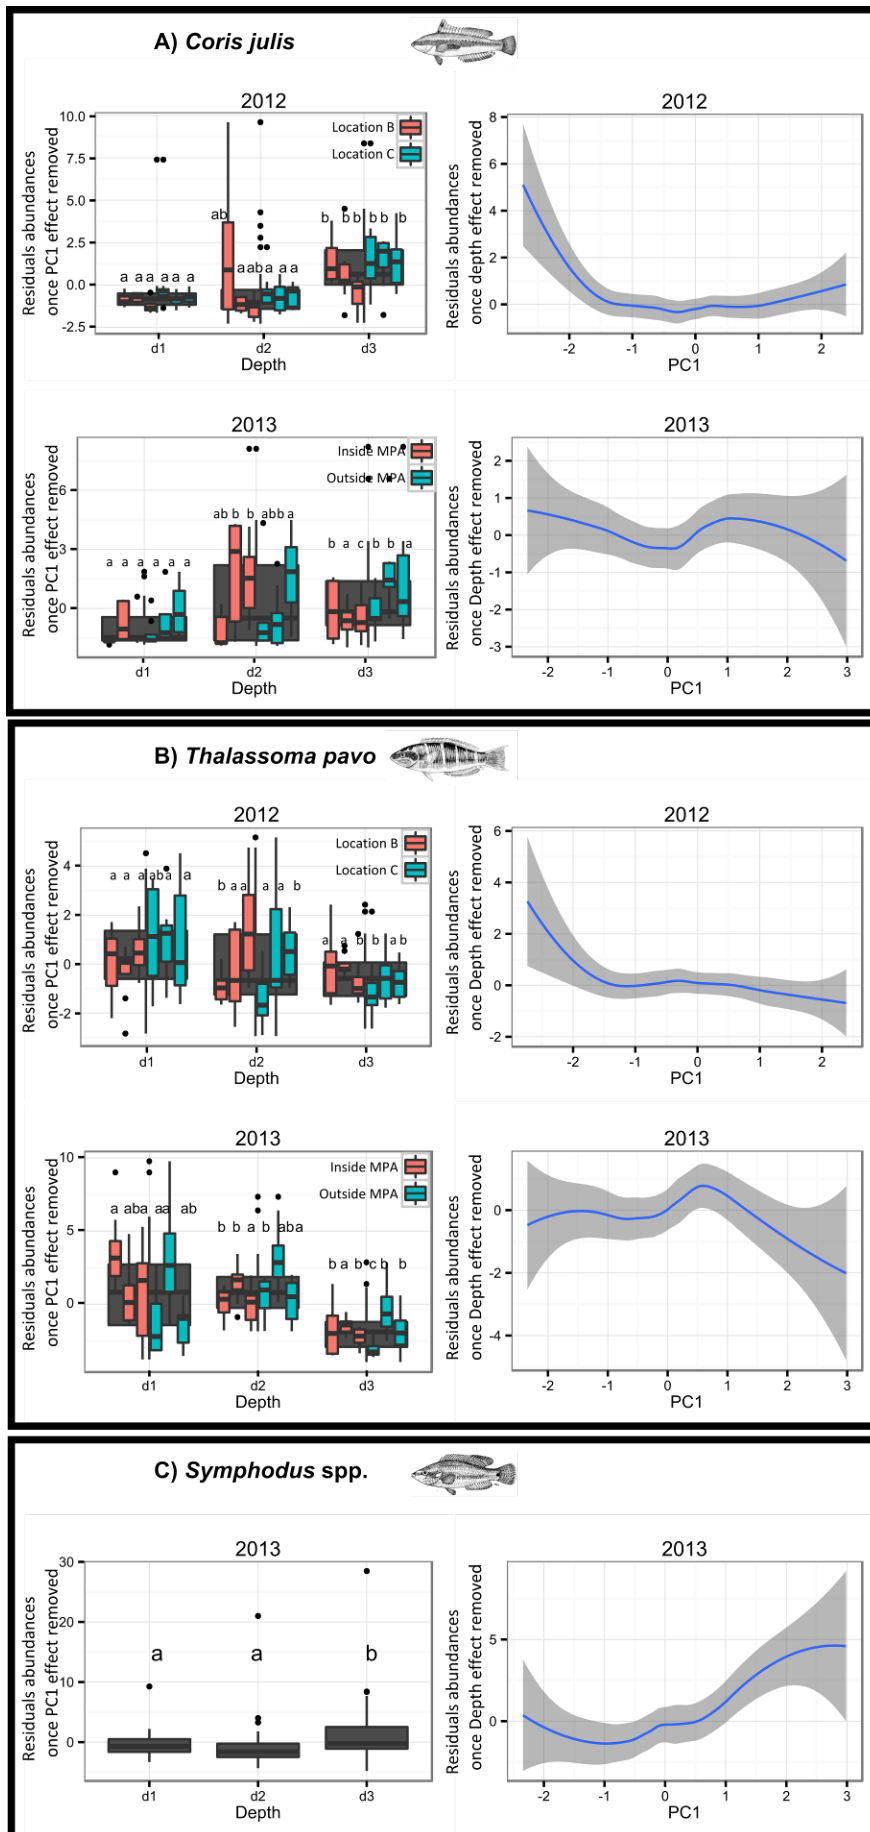 A) Coris julis
2012
Residuals abundances
once PC1 effect removed
10.0
7.5
5.0
2.5
0.0
-2.5
Location B
Location C
ab
a a a a a a
a a a b a a a
b b b b b b
d1 d2 d3
Depth
2012
Residuals abundances
once depth effect removed
8
6
4
2
0
-2 -1 0 1 2
PC1
2013
Residuals abundances
once PC1 effect removed
6
3
0
Inside MPA
Outside MPA
ab b b abb a
a a a a a a
b a c b b a
d1 d2 d3
Depth
2013
Residuals abundances
once Depth effect removed
2
1
0
-1
-2
-3
-2 -1 0 1 2 3
PC1
B) Thalassoma pavo
2012
Residuals abundances
once PC1 effect removed
4
2
0
-2
Location B
Location C
a a a aba a
b a a a a b
a a b b a b
d1 d2 d3
Depth
2012
Residuals abundances
once Depth effect removed
6
4
2
0
-2
-2 -1 0 1 2
PC1
2013
Residuals abundances
once PC1 effect removed
10
5
0
Inside MPA
Outside MPA
a aba aa ab
b b a b aba
b a b c b b
d1 d2 d3
Depth
2013
Residuals abundances
once Depth effect removed
0
-2
-4
-2 -1 0 1 2 3
PC1
C) Symphodus spp.
2013
Residuals abundances
once PC1 effect removed
30
20
10
0
a a b
d1 d2 d3
Depth
2013
Residuals abundances
once Depth effect removed
5
0
-2 -1 0 1 2 3
PC1